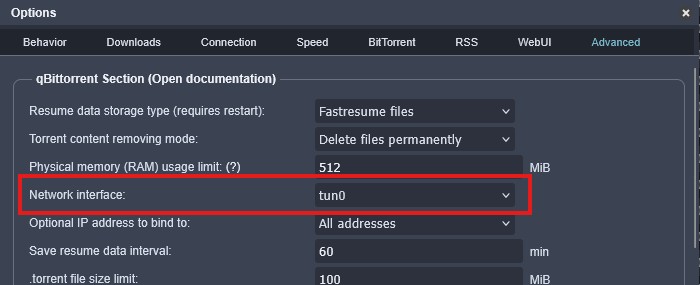 Options
Behavior Downloads Connection Speed BitTorrent RSS WebUI Advanced
qBittorrent Section (Open documentation)
Resume data storage type (requires restart): Fastresume files
Torrent content removing mode: Delete files permanently
Physical memory (RAM) usage limit: (?) 512 MiB
Network interface: tun0
Optional IP address to bind to: All addresses
Save resume data interval: 60 min
.torrent file size limit: 100 MiB